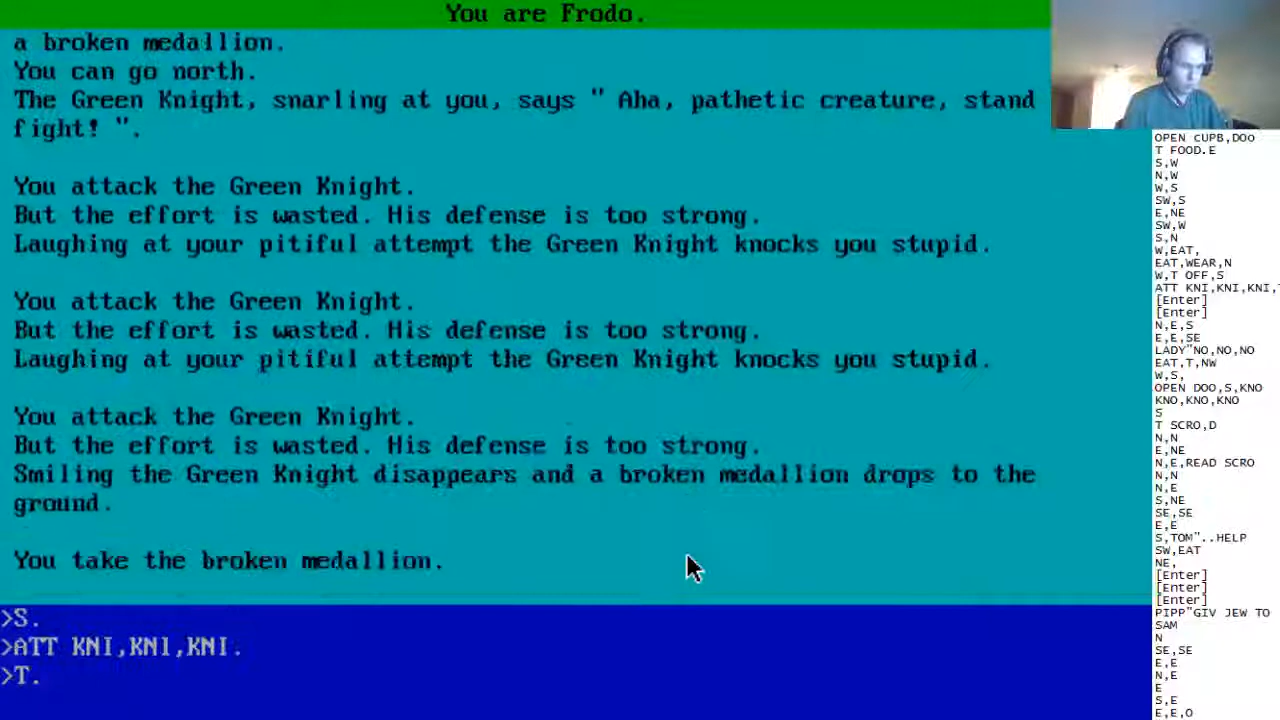 You are Frodo.
a broken medallion.
You can go north.
The Green Knight, snarling at you, says " Aha, pathetic creature, stand
fight! ".
You attack the Green Knight.
But the effort is wasted. His defense is too strong.
Laughing at your pitiful attempt the Green Knight knocks you stupid.
You attack the Green Knight.
But the effort is wasted. His defense is too strong.
Laughing at your pitiful attempt the Green Knight knocks you stupid.
You attack the Green Knight.
But the effort is wasted. His defense is too strong.
Smiling the Green Knight disappears and a broken medallion drops to the
ground.
You take the broken medallion.
>S.
>ATT KNI,KNI,KNI.
>T.
OPEN CUPB,DOO
T FOOD.E
S,W
N,W
W,S
SW,S
E,NE
SW,W
S,N
W,EAT,
EAT,WEAR,N
W,T OFF,S
ATT KNI,KNI,KNI,T
[Enter]
[Enter]
N,E,S
E,E,SE
LADY"NO,NO,NO
EAT,T,NW
W,S,
OPEN DOO,S,KNO
KNO,KNO,KNO
S
T SCRO,D
N,N
E,NE
N,E,READ SCRO
N,N
N,E
S,NE
SE,SE
E,E
S,TOM"..HELP
SW,EAT
NE,
[Enter]
[Enter]
[Enter]
PIPP"GIV JEW TO
SAM
N
SE,SE
E,E
N,E
E
S,E
E,E,O